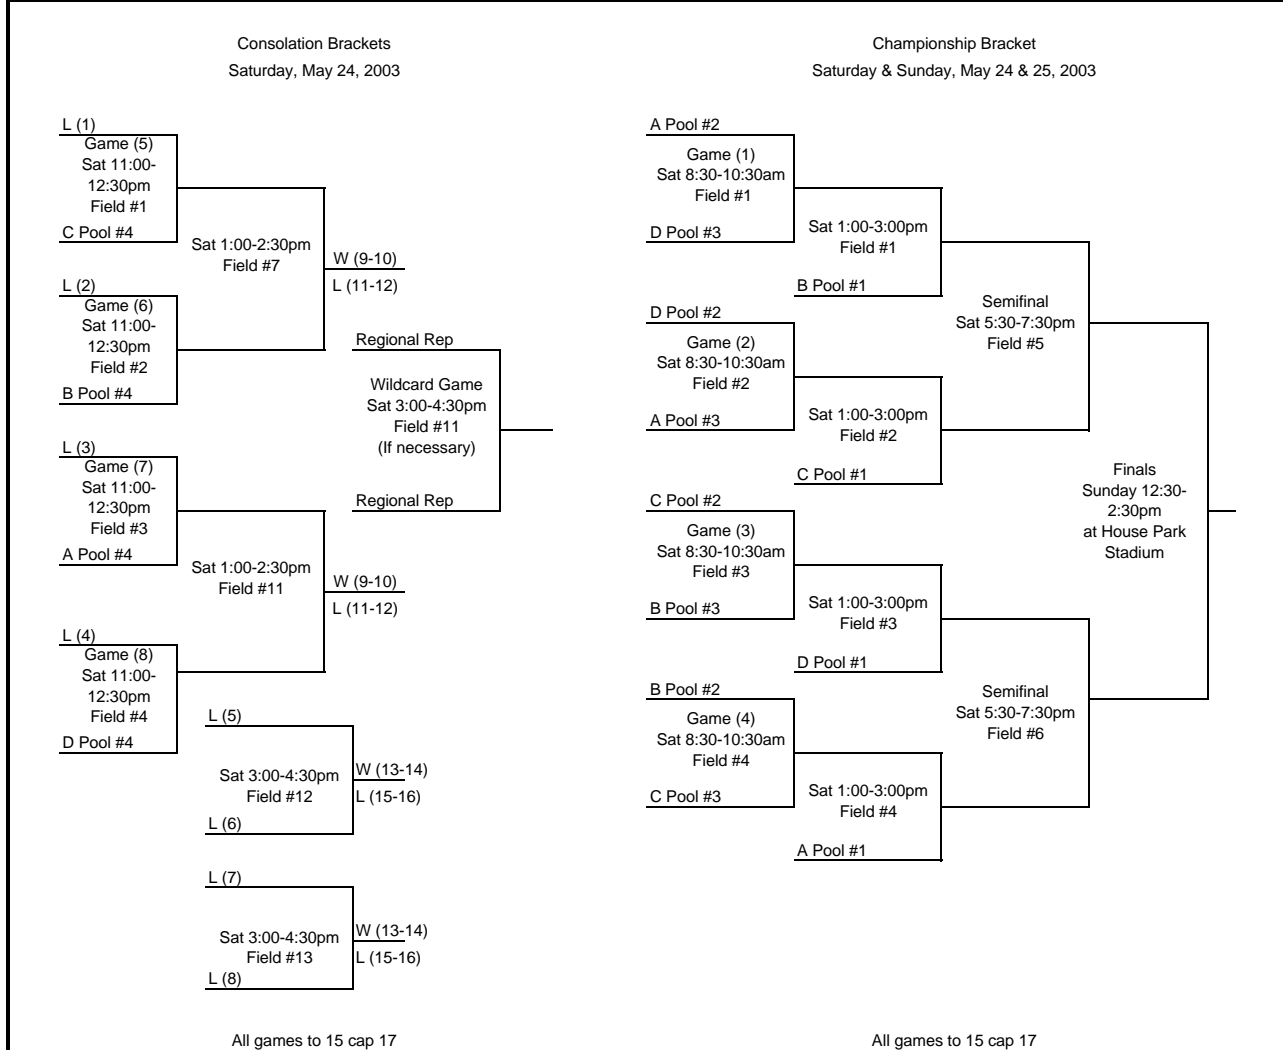 Consolation Brackets
Saturday, May 24, 2003
L (1)
Game (5)
Sat 11:00-
12:30pm
Field #1
C Pool #4
Sat 1:00-2:30pm
Field #7
W (9-10)
L (11-12)
L (2)
Game (6)
Sat 11:00-
12:30pm
Field #2
B Pool #4
Regional Rep
Wildcard Game
Sat 3:00-4:30pm
Field #11
(If necessary)
Regional Rep
L (3)
Game (7)
Sat 11:00-
12:30pm
Field #3
A Pool #4
Sat 1:00-2:30pm
Field #11
W (9-10)
L (11-12)
L (4)
Game (8)
Sat 11:00-
12:30pm
Field #4
D Pool #4
L (5)
Sat 3:00-4:30pm
Field #12
W (13-14)
L (15-16)
L (6)
L (7)
Sat 3:00-4:30pm
Field #13
W (13-14)
L (15-16)
L (8)
All games to 15 cap 17
Championship Bracket
Saturday & Sunday, May 24 & 25, 2003
A Pool #2
Game (1)
Sat 8:30-10:30am
Field #1
D Pool #3
Sat 1:00-3:00pm
Field #1
B Pool #1
D Pool #2
Game (2)
Sat 8:30-10:30am
Field #2
A Pool #3
Sat 1:00-3:00pm
Field #2
C Pool #1
Semifinal
Sat 5:30-7:30pm
Field #5
C Pool #2
Game (3)
Sat 8:30-10:30am
Field #3
B Pool #3
Sat 1:00-3:00pm
Field #3
D Pool #1
B Pool #2
Game (4)
Sat 8:30-10:30am
Field #4
C Pool #3
Sat 1:00-3:00pm
Field #4
A Pool #1
Semifinal
Sat 5:30-7:30pm
Field #6
Finals
Sunday 12:30-
2:30pm
at House Park
Stadium
All games to 15 cap 17